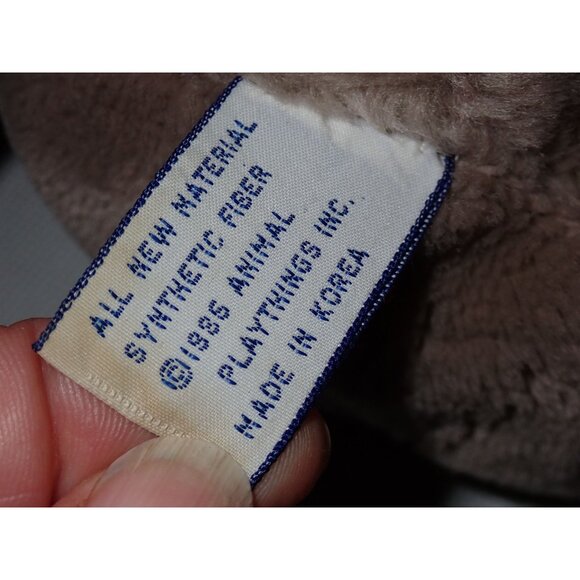 ALL NEW MATERIAL
SYNTHETIC FIBER
©1985 ANIMAL
PLAYTHINGS INC.
MADE IN KOREA